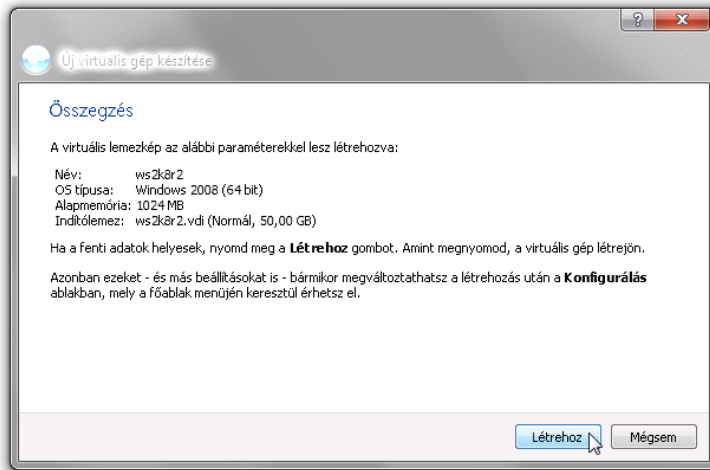 ?
Új virtuális gép készítése
Összegzés
A virtuális lemezkép az alábbi paraméterekkel lesz létrehozva:
Név: ws2k8r2
OS típusa: Windows 2008 (64 bit)
Alapmemória: 1024 MB
Indítólemez: ws2k8r2.vdi (Normál, 50,00 GB)
Ha a fenti adatok helyesek, nyomd meg a Létrehoz gombot. Amint megnyomod, a virtuális gép létrejön.
Azonban ezeket - és más beállításokat is - bármikor megváltoztathatsz a létrehozás után a Konfigurálás
ablakban, mely a főablak menüjén keresztül érhetsz el.
Létrehoz Mégsem